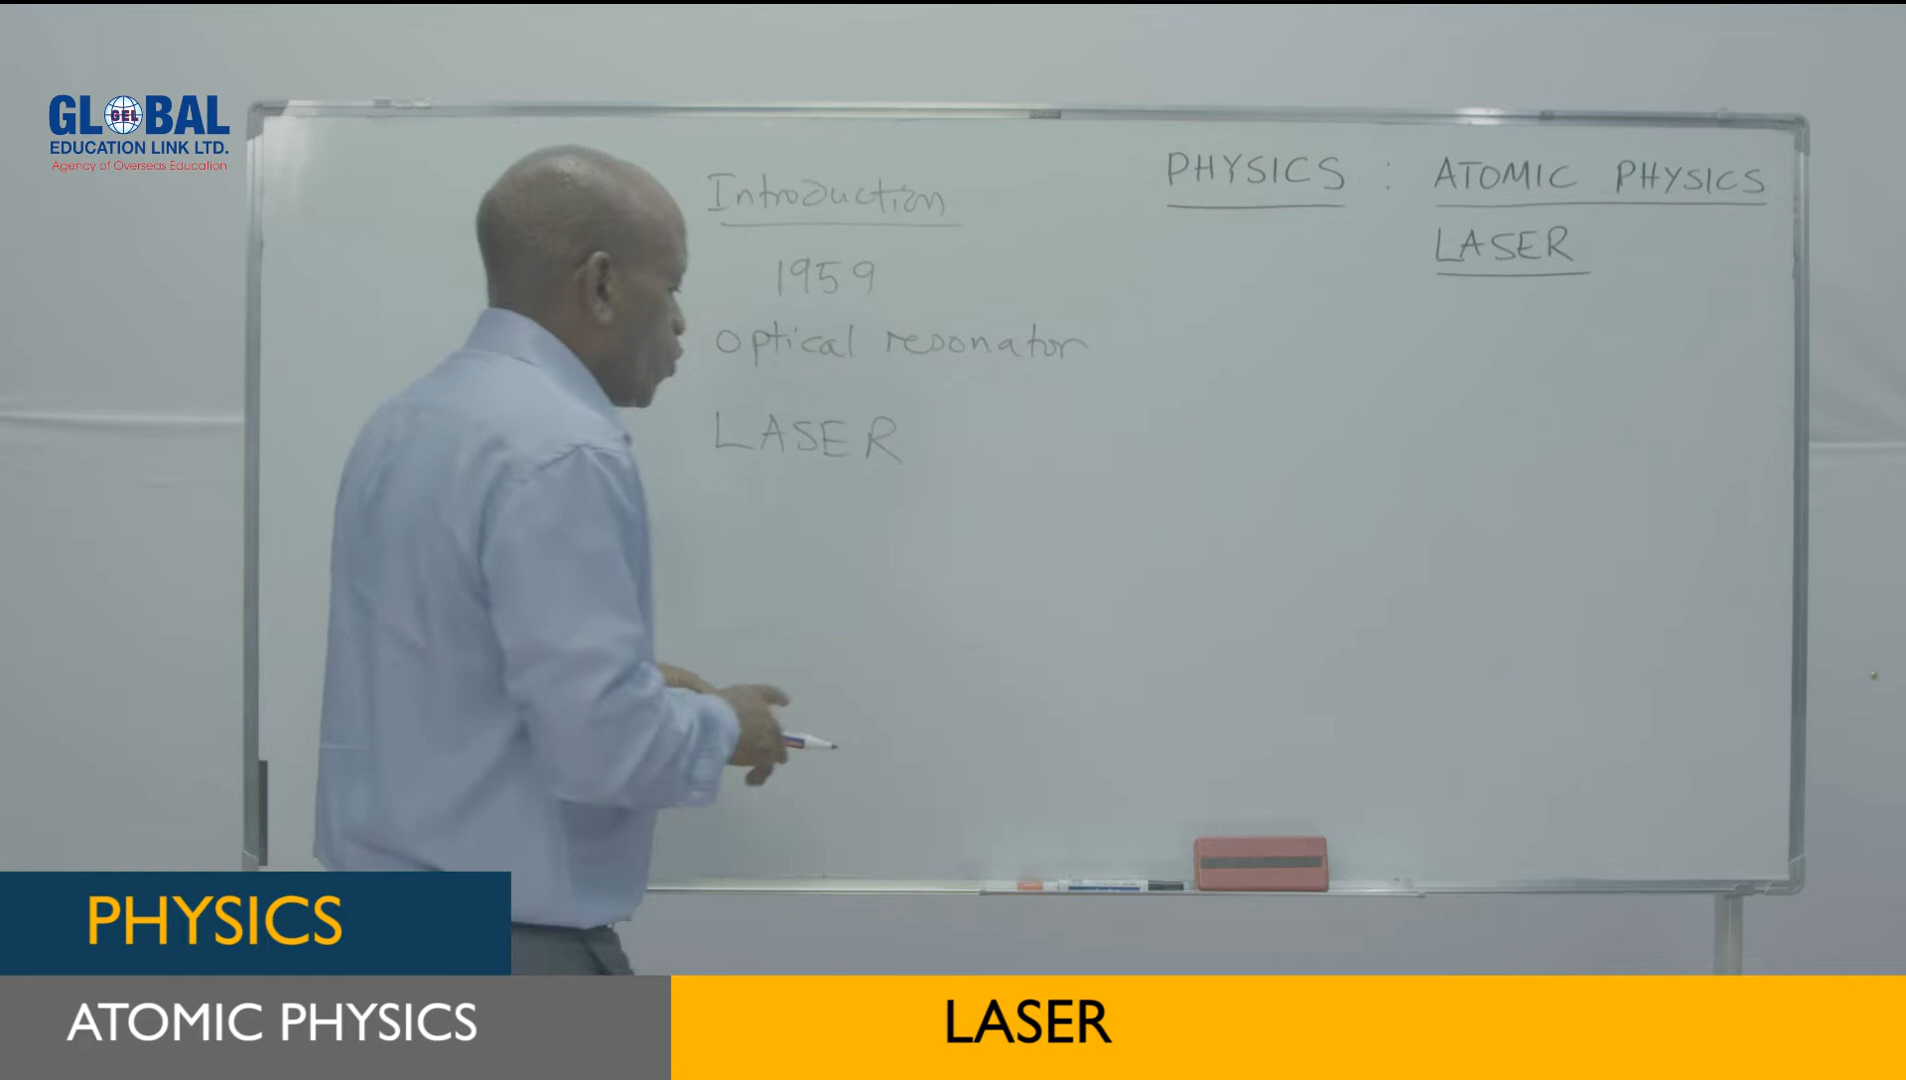 GLOBAL
GEL
EDUCATION LINK LTD.
Agency of Overseas Education
Introduction
1959
Optical resonator
LASER
PHYSICS : ATOMIC PHYSICS
LASER
PHYSICS
ATOMIC PHYSICS
LASER